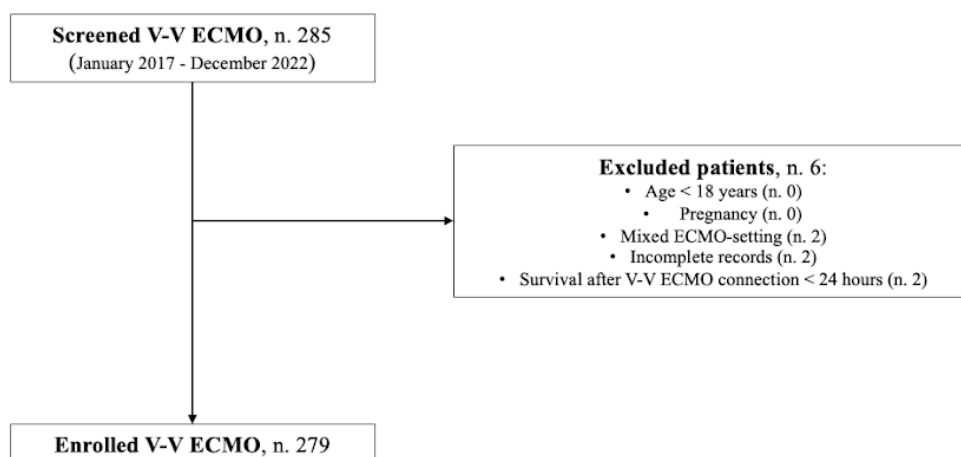 Screened V-V ECMO, n. 285
(January 2017 - December 2022)
Excluded patients, n. 6:
• Age < 18 years (n. 0)
• Pregnancy (n. 0)
• Mixed ECMO-setting (n. 2)
• Incomplete records (n. 2)
• Survival after V-V ECMO connection < 24 hours (n. 2)
Enrolled V-V ECMO, n. 279